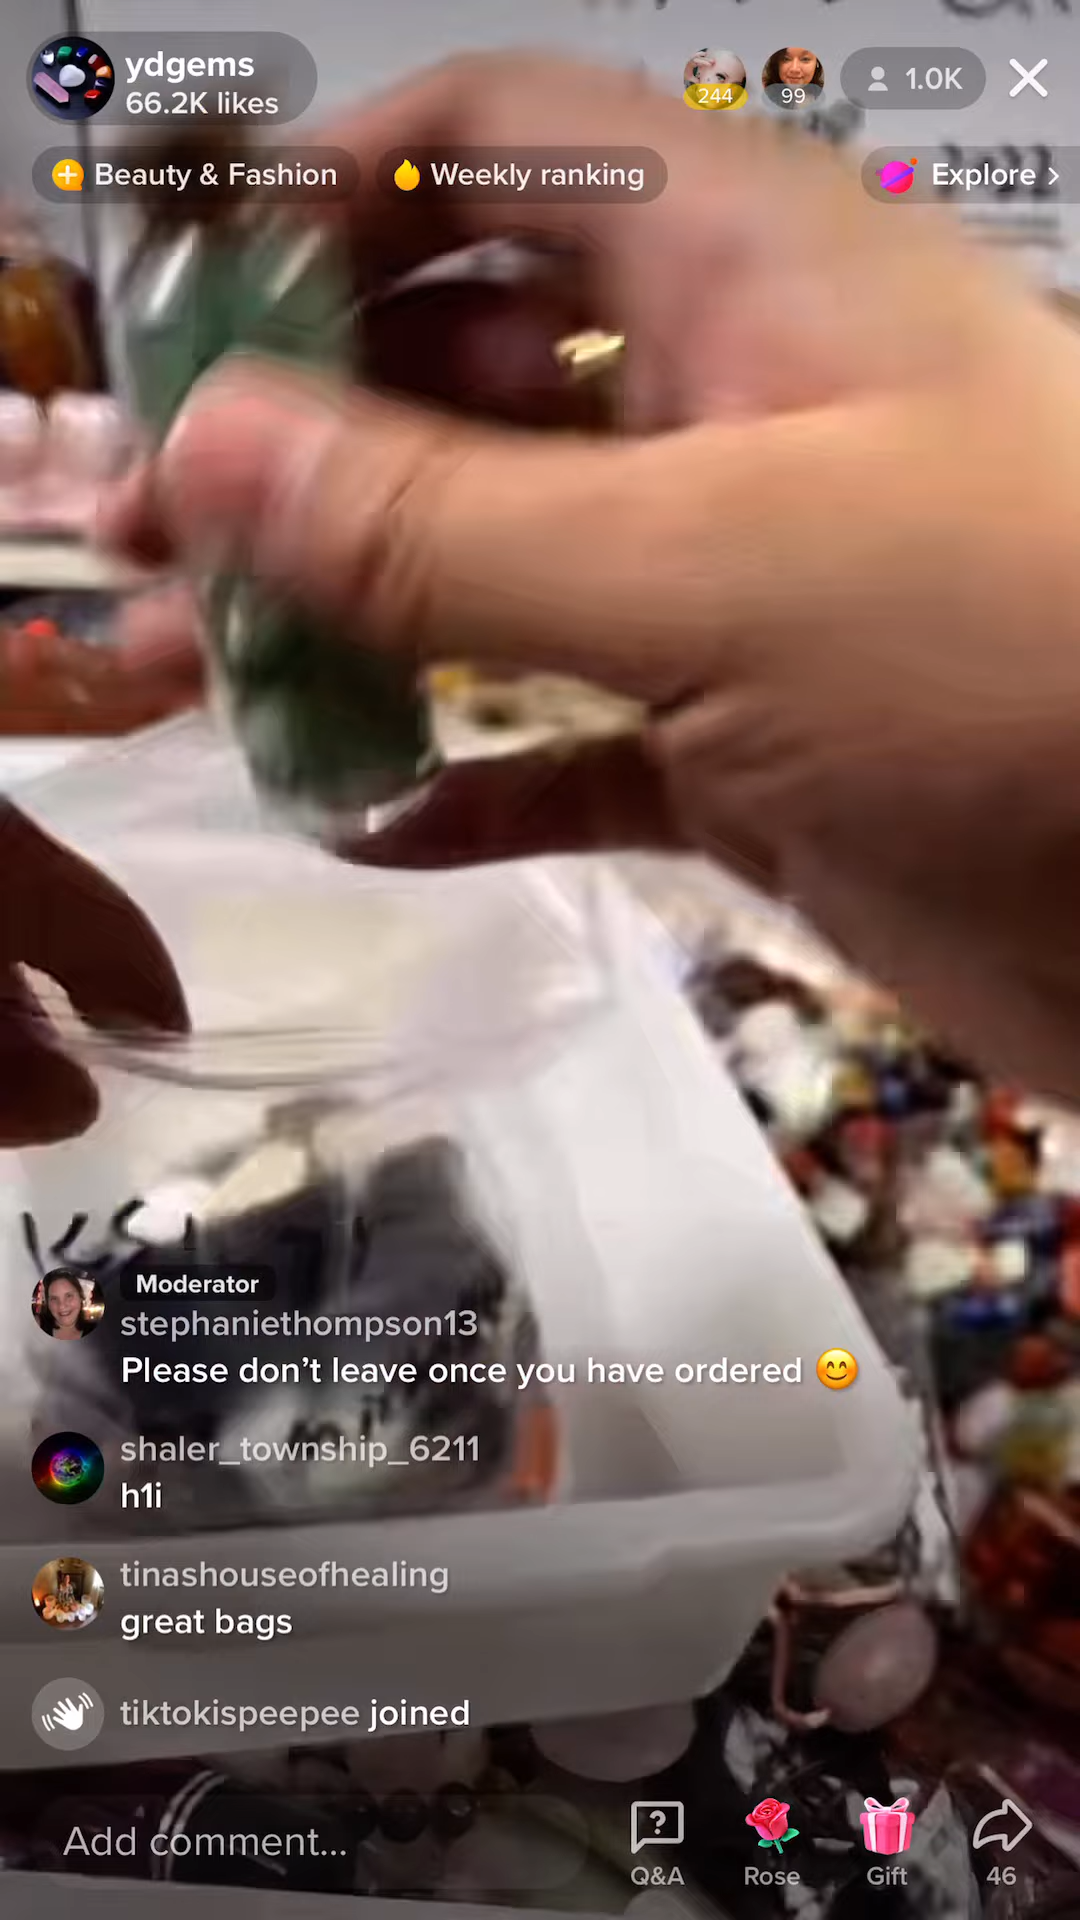 ydgems
66.2K likes
244
99
1.0K
Beauty & Fashion
Weekly ranking
Explore >
Moderator
stephaniethompson13
Please don't leave once you have ordered 😊
shaler_township_6211
h1i
tinashouseofhealing
great bags
tiktokispeepee joined
Add comment...
?
Q&A
Rose
Gift
46